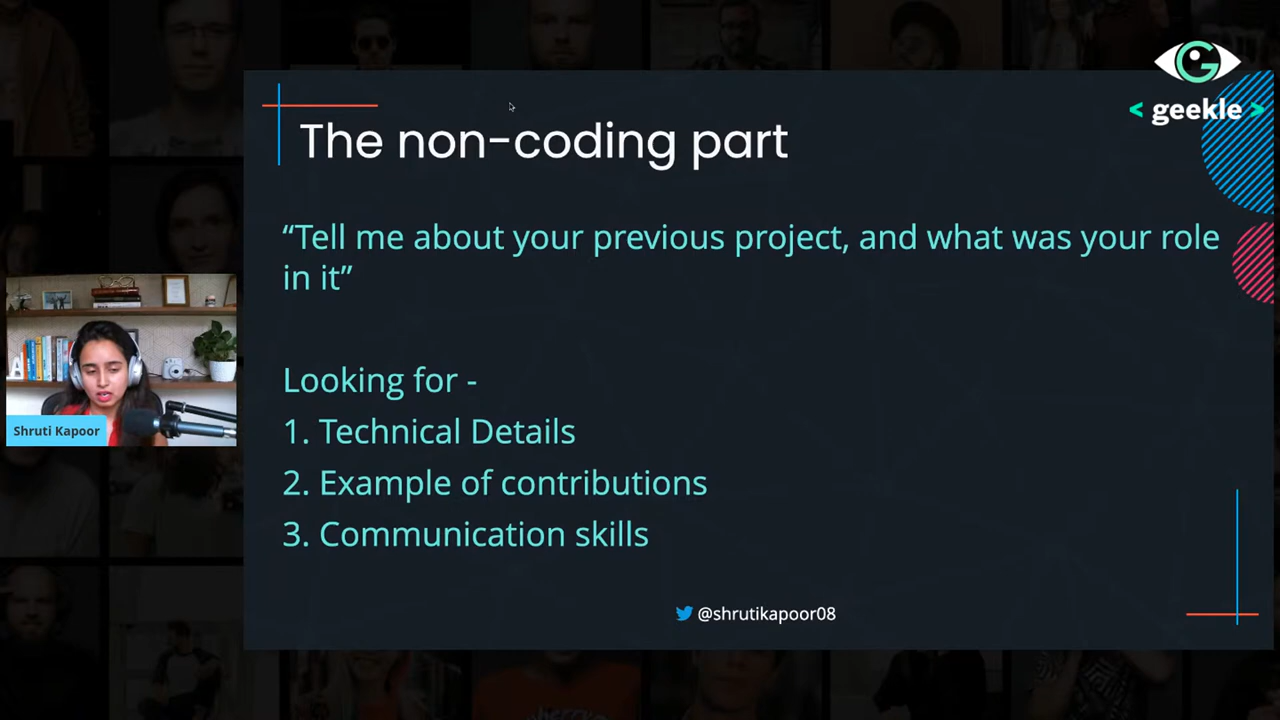 < geekle >
The non-coding part
“Tell me about your previous project, and what was your role
in it”
Looking for -
1. Technical Details
2. Example of contributions
3. Communication skills
Shruti Kapoor
@shrutikapoor08